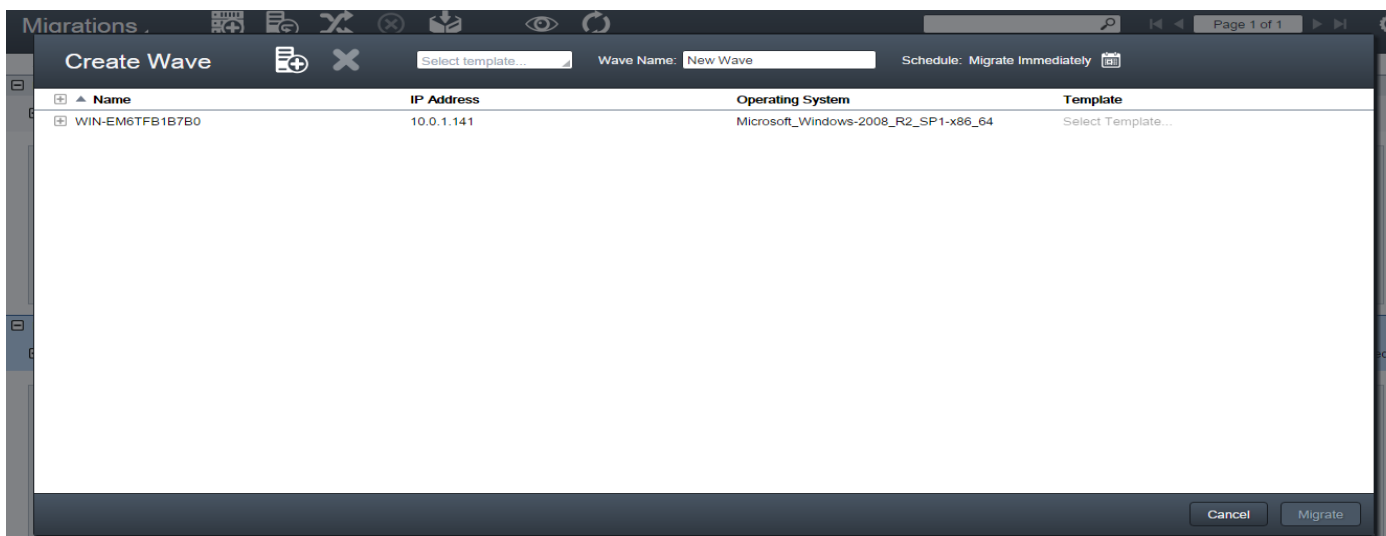 Migrations
Page 1 of 1
Create Wave
Select template...
Wave Name: New Wave
Schedule: Migrate Immediately
Name IP Address Operating System Template
WIN-EM6TFB1B7B0 10.0.1.141 Microsoft_Windows-2008_R2_SP1-x86_64 Select Template...
Cancel Migrate